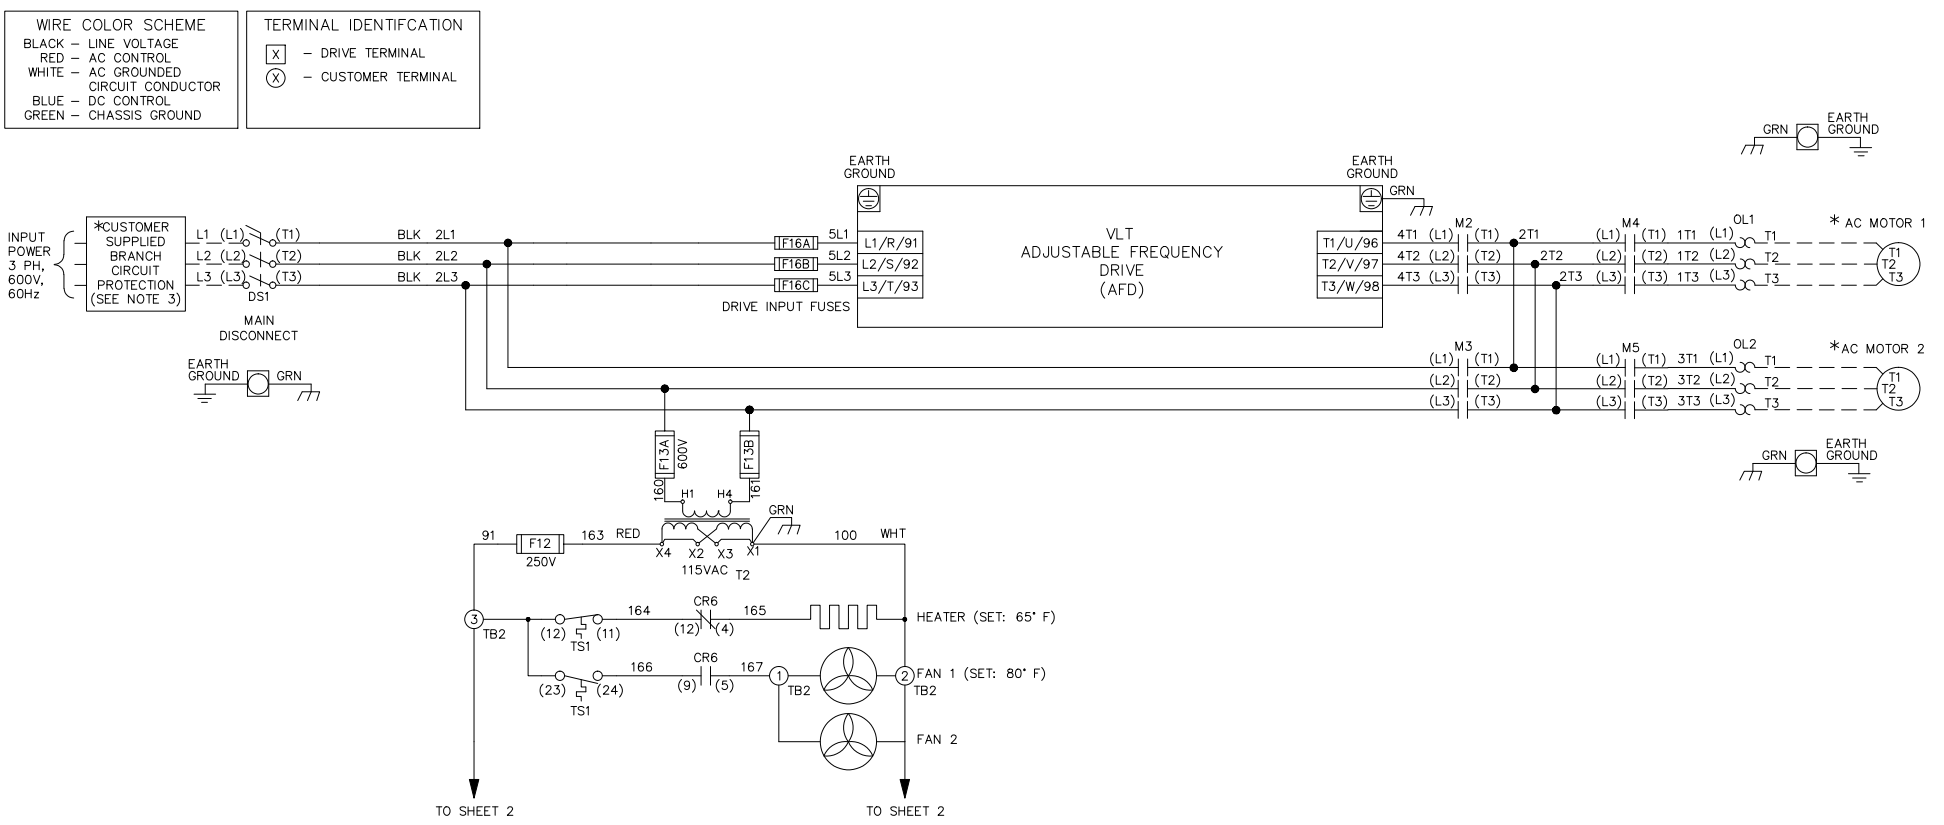 WIRE COLOR SCHEME
BLACK – LINE VOLTAGE
RED – AC CONTROL
WHITE – AC GROUNDED
CIRCUIT CONDUCTOR
BLUE – DC CONTROL
GREEN – CHASSIS GROUND
TERMINAL IDENTIFCATION
X – DRIVE TERMINAL
X – CUSTOMER TERMINAL
INPUT
POWER
3 PH,
600V,
60Hz
*CUSTOMER
SUPPLIED
BRANCH
CIRCUIT
PROTECTION
(SEE NOTE 3)
L1 (L1) (T1)
L2 (L2) (T2)
L3 (L3) (T3)
DS1
MAIN
DISCONNECT
EARTH
GROUND GRN
BLK 2L1
BLK 2L2
BLK 2L3
F16A 5L1
F16B 5L2
F16C 5L3
DRIVE INPUT FUSES
EARTH
GROUND
L1/R/91
L2/S/92
L3/T/93
VLT
ADJUSTABLE FREQUENCY
DRIVE
(AFD)
EARTH
GROUND
GRN
T1/U/96
T2/V/97
T3/W/98
M2
4T1 (L1) (T1) 2T1
4T2 (L2) (T2) 2T2
4T3 (L3) (T3) 2T3
M4 OL1
(L1) (T1) 1T1 (L1) T1
(L2) (T2) 1T2 (L2) T2
(L3) (T3) 1T3 (L3) T3
GRN EARTH
GROUND
* AC MOTOR 1
T1
T2
T3
M3
(L1) (T1)
(L2) (T2)
(L3) (T3)
M5 OL2
(L1) (T1) 3T1 (L1) T1
(L2) (T2) 3T2 (L2) T2
(L3) (T3) 3T3 (L3) T3
*AC MOTOR 2
T1
T2
T3
GRN EARTH
GROUND
F13A 600V
F13B
160
161
H1 H4
GRN
91 F12 163 RED
250V
X4 X2 X3 X1
115VAC T2
100 WHT
3 TB2
(12) (11) 164
TS1
CR6
(12) (4) 165
HEATER (SET: 65° F)
(23) (24) 166
TS1
CR6
(9) (5) 167
1 TB2
2 TB2
FAN 1 (SET: 80° F)
FAN 2
TO SHEET 2
TO SHEET 2